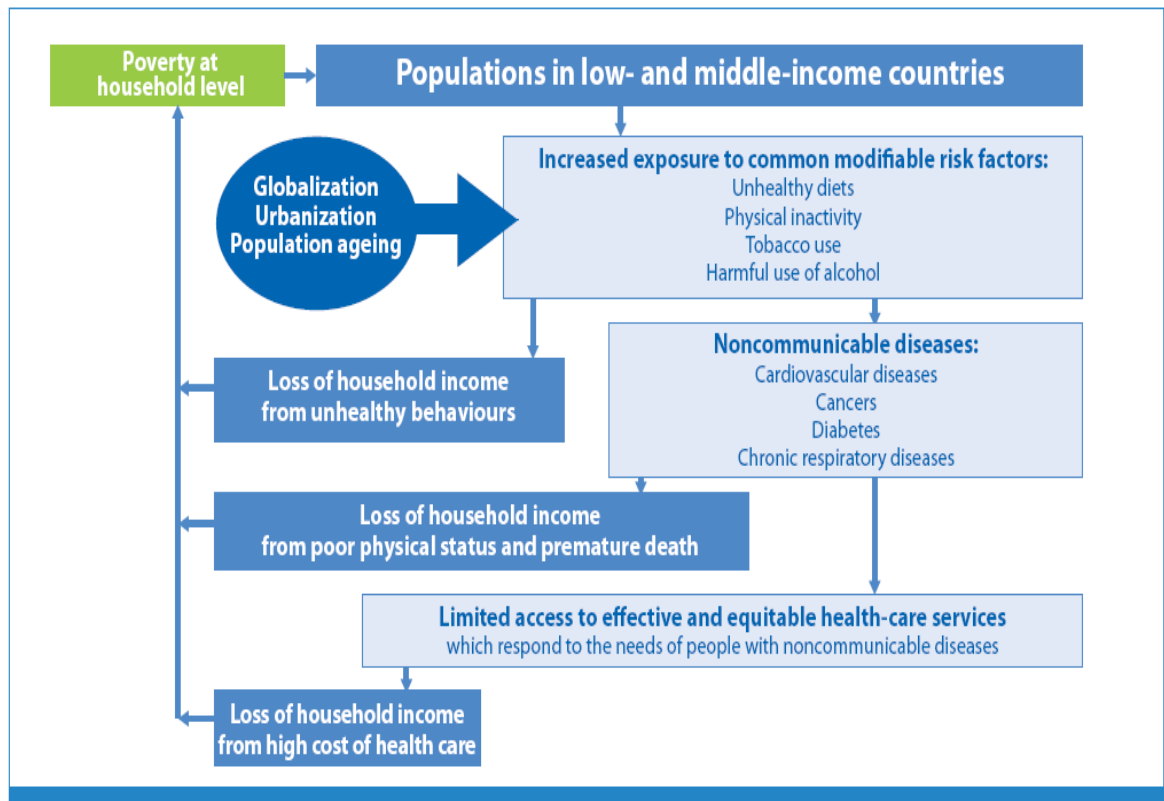 Poverty at
household level
Populations in low- and middle-income countries
Globalization
Urbanization
Population ageing
Increased exposure to common modifiable risk factors:
Unhealthy diets
Physical inactivity
Tobacco use
Harmful use of alcohol
Loss of household income
from unhealthy behaviours
Noncommunicable diseases:
Cardiovascular diseases
Cancers
Diabetes
Chronic respiratory diseases
Loss of household income
from poor physical status and premature death
Limited access to effective and equitable health-care services
which respond to the needs of people with noncommunicable diseases
Loss of household income
from high cost of health care